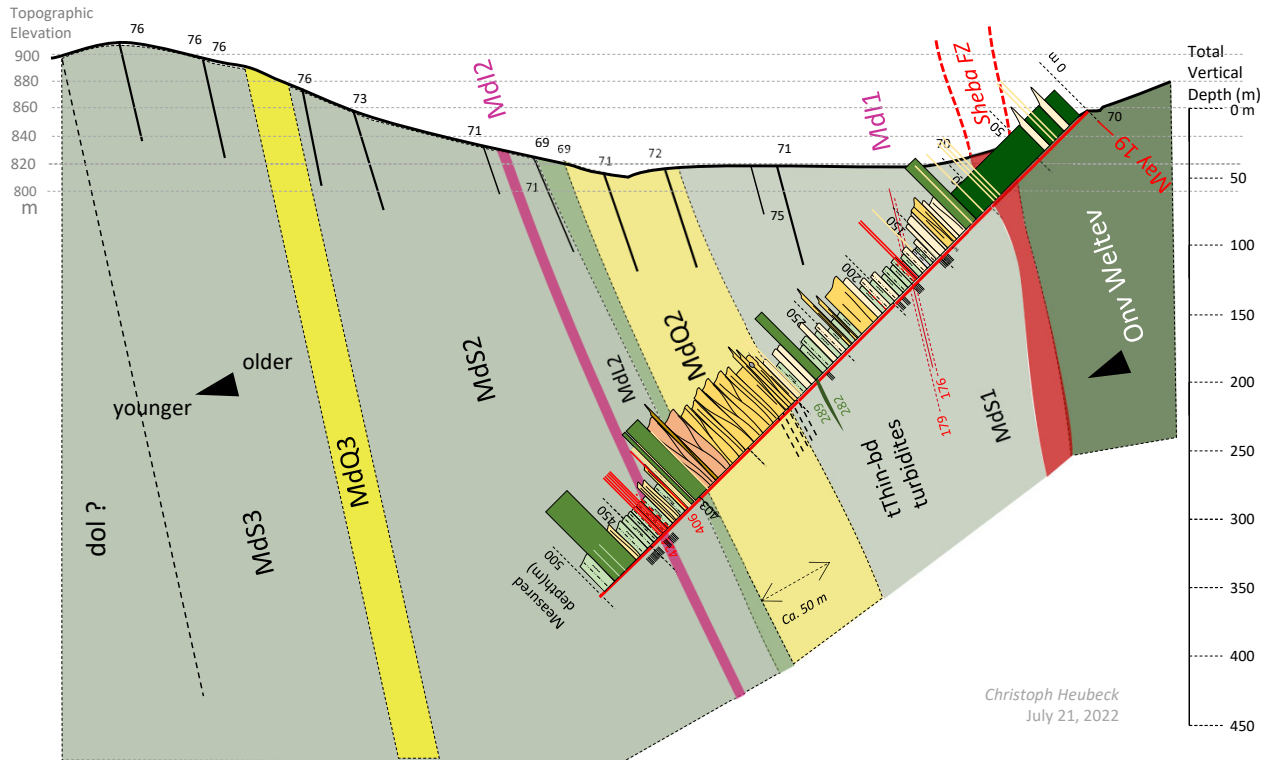 Topographic
Elevation
900
880
860
840
820
800
m
76
76
76
76
73
71
69
69
71
71
72
71
75
70
70
Total
Vertical
Depth (m)
0 m
50
100
150
200
250
300
350
400
450
MdI2
MdI1
Sheba FZ
May 19
0 m
50
150
200
250
450
500
Measured
depth(m)
403
406
289
282
179 - 176
Onv Weltev
MdS1
tThin-bd
turbidites
MdQ2
MdL2
MdS2
MdQ3
MdS3
dol ?
older
younger
Ca. 50 m
Christoph Heubeck
July 21, 2022